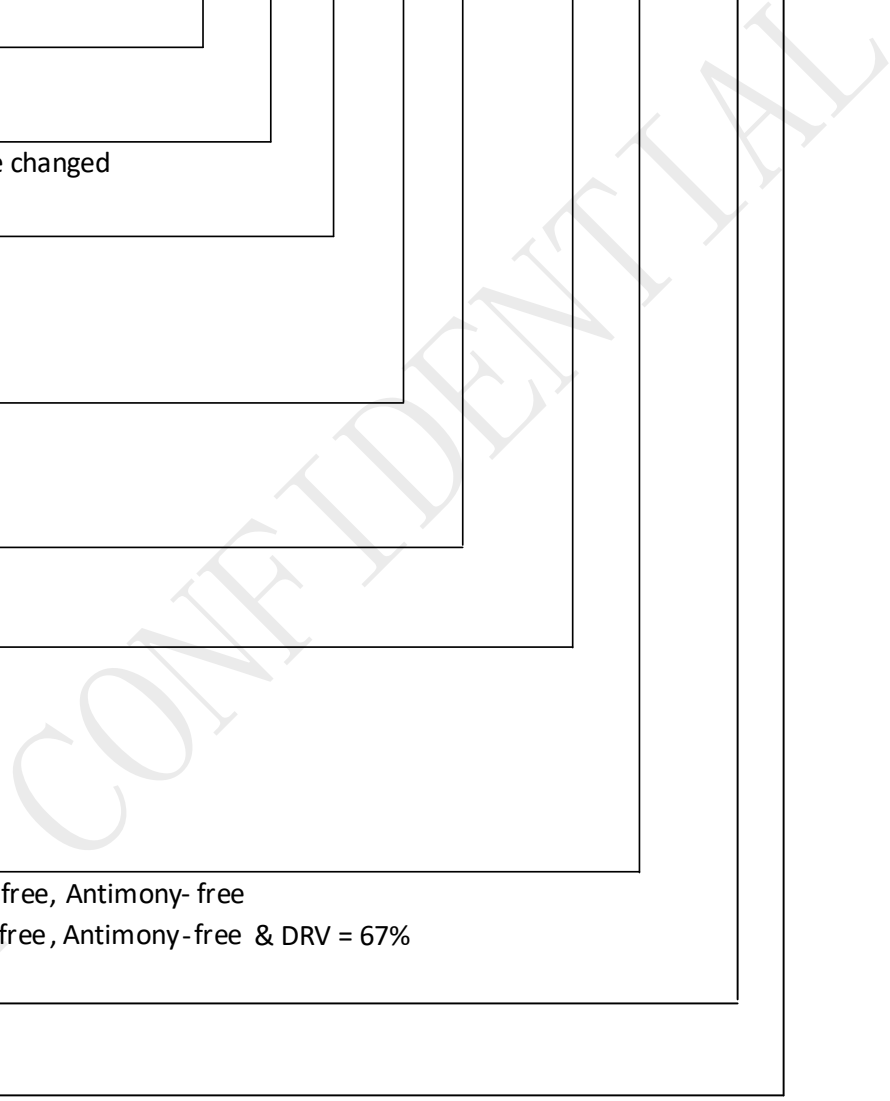 changed
free, Antimony- free
free, Antimony-free & DRV = 67%
CONFIDENTIAL